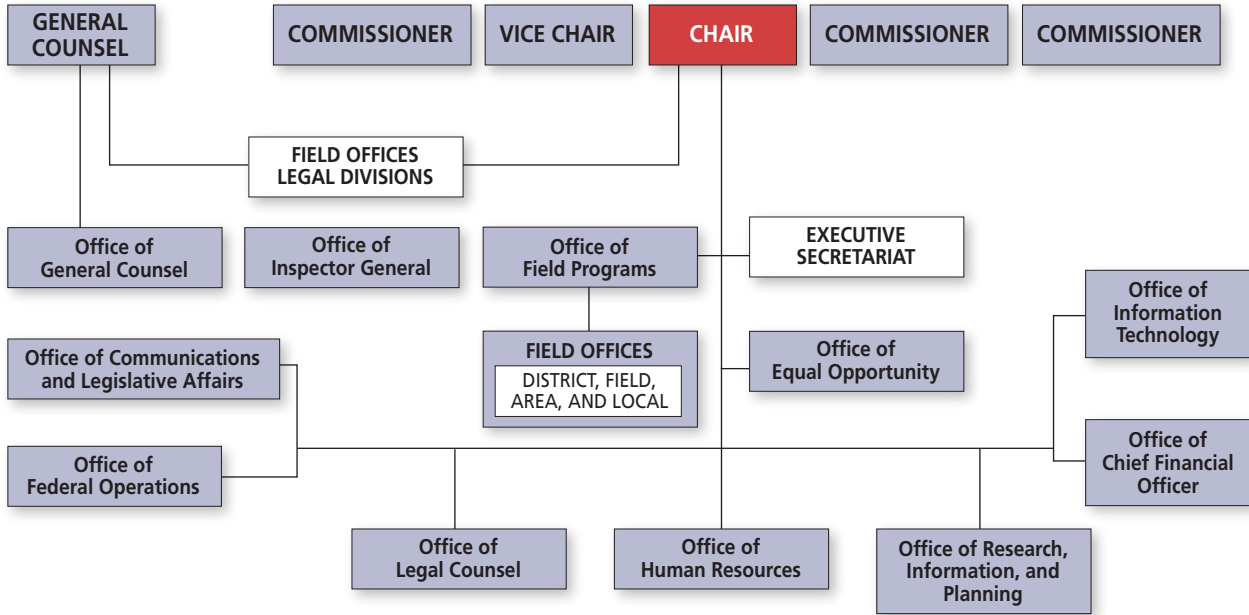 GENERAL
COUNSEL
COMMISSIONER
VICE CHAIR
CHAIR
COMMISSIONER
COMMISSIONER
FIELD OFFICES
LEGAL DIVISIONS
Office of
General Counsel
Office of
Inspector General
Office of
Field Programs
EXECUTIVE
SECRETARIAT
Office of
Information
Technology
Office of Communications
and Legislative Affairs
FIELD OFFICES
DISTRICT, FIELD,
AREA, AND LOCAL
Office of
Equal Opportunity
Office of
Federal Operations
Office of
Chief Financial
Officer
Office of
Legal Counsel
Office of
Human Resources
Office of Research,
Information, and
Planning